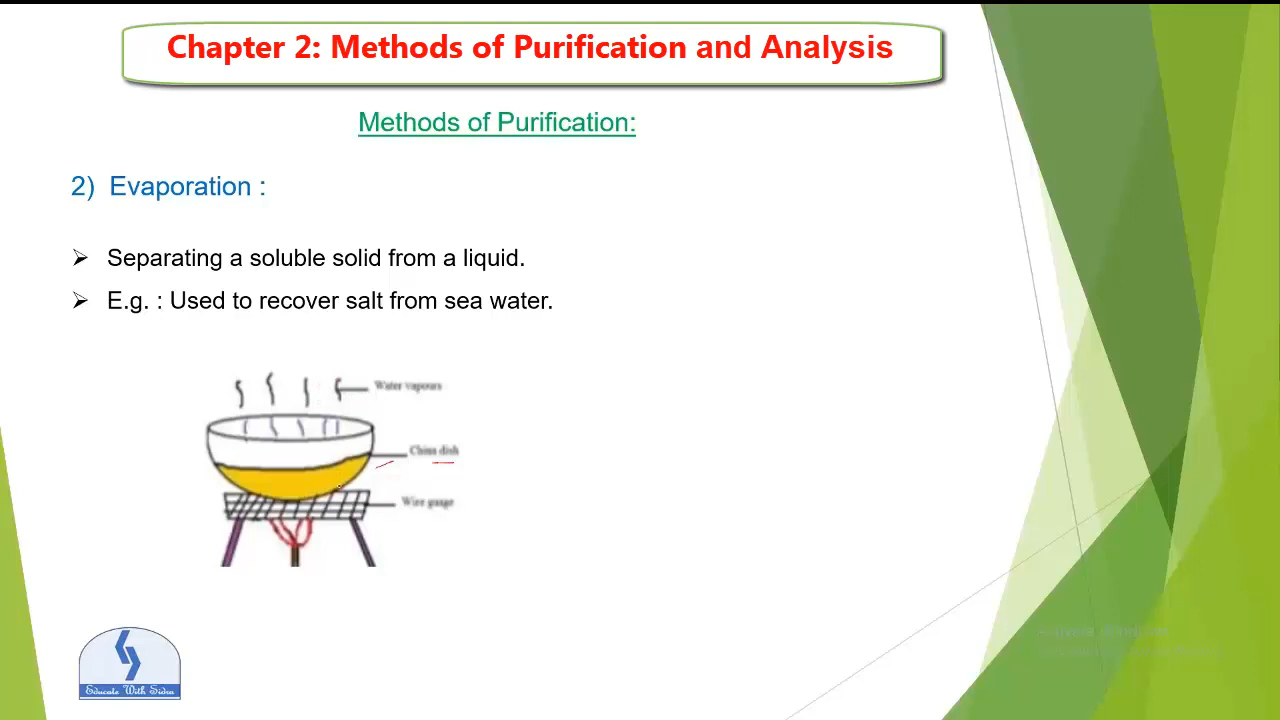 Chapter 2: Methods of Purification and Analysis
Methods of Purification:
2) Evaporation :
➢ Separating a soluble solid from a liquid.
➢ E.g. : Used to recover salt from sea water.
Water vapours
China dish
Wire gauge
Educate With Sidra